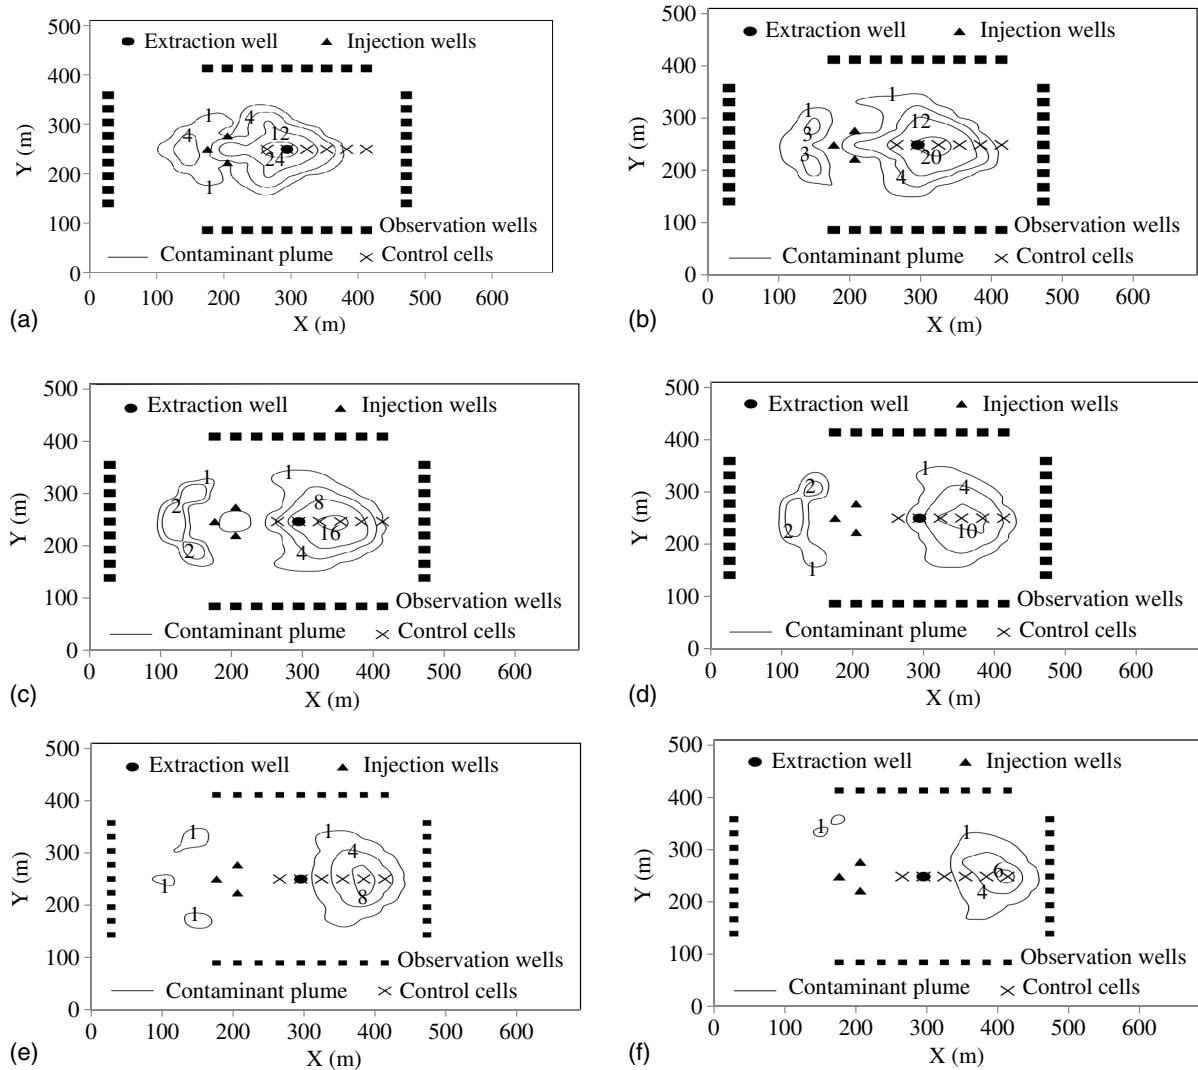 500
Extraction well
Injection wells
400
1
4
300
4
12
Y (m)
24
200
1
100
Observation wells
Contaminant plume
Control cells
0
0 100 200 300 400 500 600
(a)
X (m)
500
Extraction well
Injection wells
400
1
1
300
3
12
Y (m)
3
20
200
4
100
Observation wells
Contaminant plume
Control cells
0
0 100 200 300 400 500 600
(b)
X (m)
500
Extraction well
Injection wells
400
1
1
300
2
8
Y (m)
16
200
2
4
100
Observation wells
Contaminant plume
Control cells
0
0 100 200 300 400 500 600
(c)
X (m)
500
Extraction well
Injection wells
400
1
2
4
300
Y (m)
2
10
200
1
100
Observation wells
Contaminant plume
Control cells
0
0 100 200 300 400 500 600
(d)
X (m)
500
Extraction well
Injection wells
400
1
1
4
300
Y (m)
1
8
200
1
100
Observation wells
Contaminant plume
Control cells
0
0 100 200 300 400 500 600
(e)
X (m)
500
Extraction well
Injection wells
400
1
1
300
6
Y (m)
4
200
100
Observation wells
Contaminant plume
Control cells
0
0 100 200 300 400 500 600
(f)
X (m)